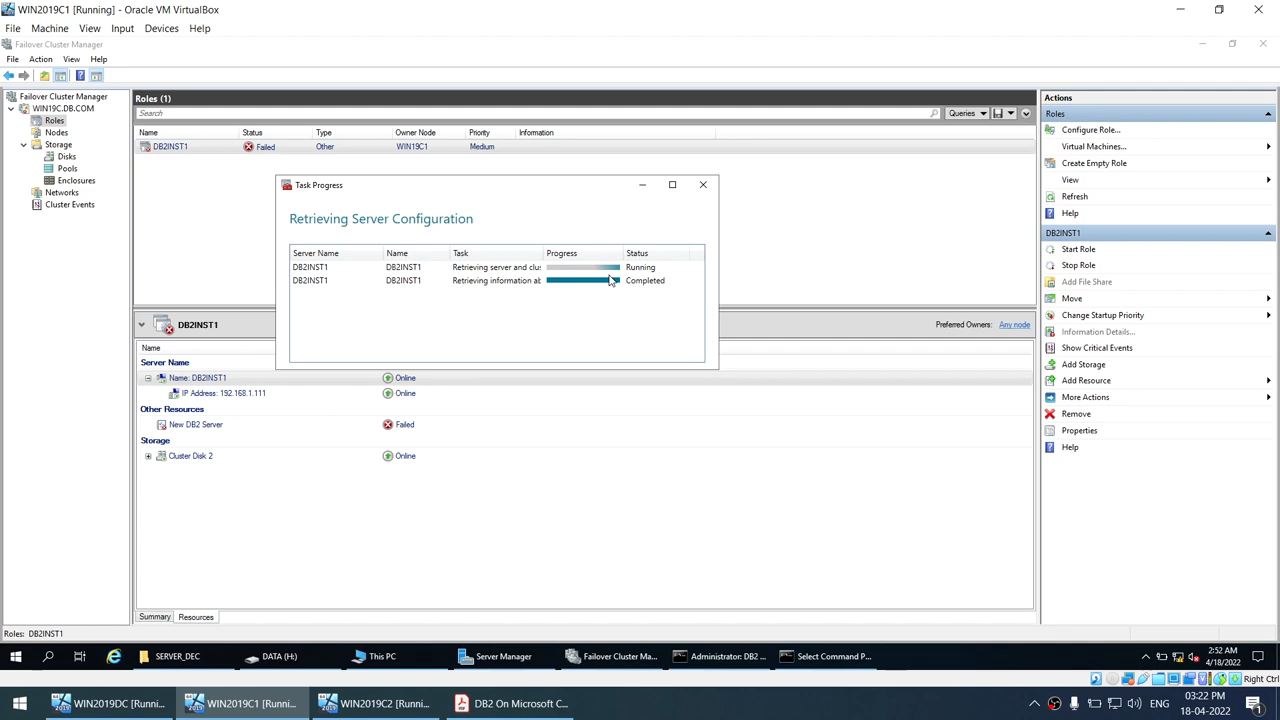 WIN2019C1 [Running] - Oracle VM VirtualBox
File Machine View Input Devices Help
Failover Cluster Manager
File Action View Help
Failover Cluster Manager
WIN19C.DB.COM
Roles
Nodes
Storage
Disks
Pools
Enclosures
Networks
Cluster Events
Roles (1)
Search
Queries
Name Status Type Owner Node Priority Information
DB2INST1 Failed Other WIN19C1 Medium
Task Progress
Retrieving Server Configuration
Server Name Name Task Progress Status
DB2INST1 DB2INST1 Retrieving server and clus Running
DB2INST1 DB2INST1 Retrieving information ab Completed
DB2INST1
Preferred Owners: Any node
Name
Server Name
Name: DB2INST1 Online
IP Address: 192.168.1.111 Online
Other Resources
New DB2 Server Failed
Storage
Cluster Disk 2 Online
Summary Resources
Actions
Roles
Configure Role...
Virtual Machines...
Create Empty Role
View
Refresh
Help
DB2INST1
Start Role
Stop Role
Add File Share
Move
Change Startup Priority
Information Details...
Show Critical Events
Add Storage
Add Resource
More Actions
Remove
Properties
Help
Roles: DB2INST1
SERVER_DEC DATA (H:) This PC Server Manager Failover Cluster Ma... Administrator: DB2 ... Select Command P...
2:52 AM
4/18/2022
Right Ctrl
WIN2019DC [Runni... WIN2019C1 [Runni... WIN2019C2 [Runni... DB2 On Microsoft C...
ENG
03:22 PM
18-04-2022
1